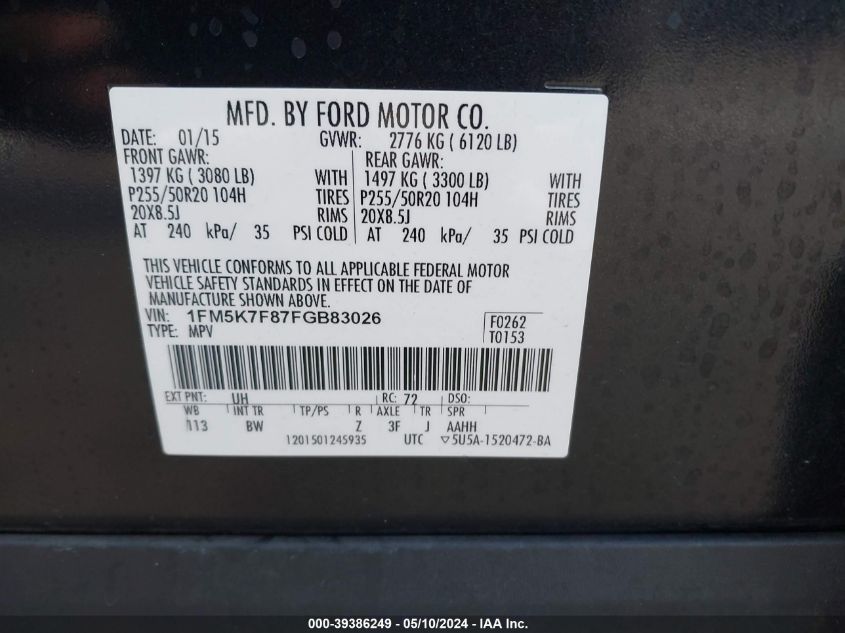 MFD. BY FORD MOTOR CO.
DATE: 01/15 GVWR: 2776 KG ( 6120 LB)
FRONT GAWR: REAR GAWR:
1397 KG ( 3080 LB) WITH 1497 KG ( 3300 LB) WITH
P255/50R20 104H TIRES P255/50R20 104H TIRES
20X8.5J RIMS 20X8.5J RIMS
AT 240 kPa/ 35 PSI COLD AT 240 kPa/ 35 PSI COLD
THIS VEHICLE CONFORMS TO ALL APPLICABLE FEDERAL MOTOR
VEHICLE SAFETY STANDARDS IN EFFECT ON THE DATE OF
MANUFACTURE SHOWN ABOVE.
VIN: 1FM5K7F87FGB83026 F0262
TYPE: MPV T0153
EXT PNT: UH RC: 72 DSO:
WB INT TR TP/PS R AXLE TR SPR
113 BW Z 3F J AAHH
1201501245935 UTC ▽5U5A-1520472-BA
000-39386249 - 05/10/2024 - IAA Inc.